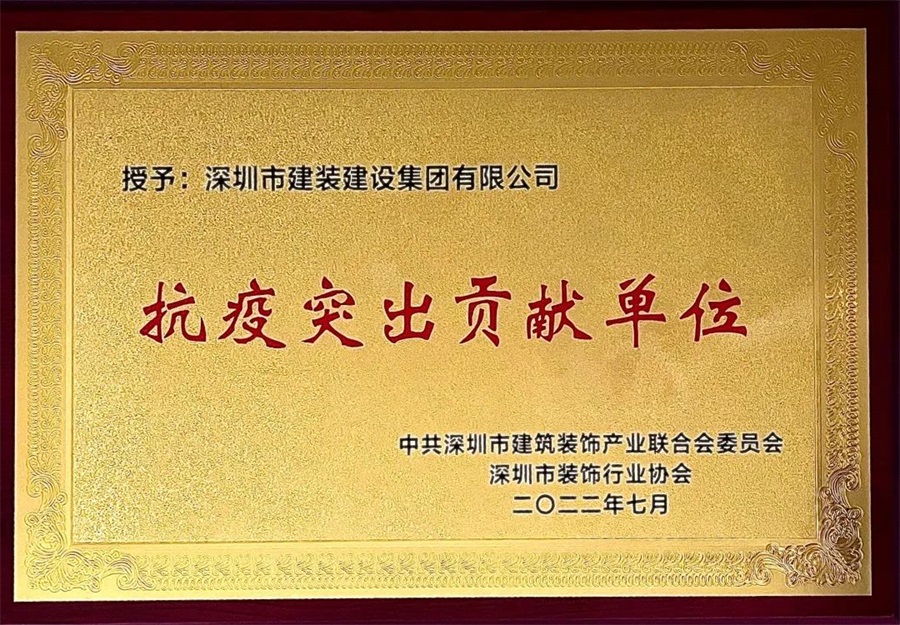 授予：深圳市建装建设集团有限公司
抗疫突出贡献单位
中共深圳市建筑装饰产业联合会委员会
深圳市装饰行业协会
二〇二二年七月